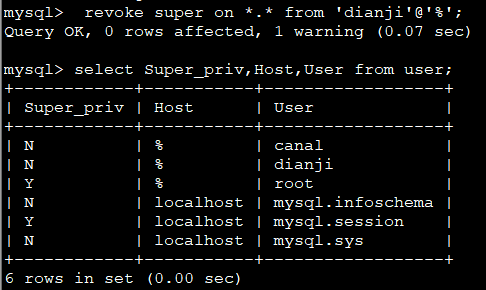 mysql>  revoke super on *.* from 'dianji'@'%';
Query OK, 0 rows affected, 1 warning (0.07 sec)
mysql> select Super_priv,Host,User from user;
+------------+-----------+------------------+
| Super_priv | Host      | User             |
+------------+-----------+------------------+
| N          | %         | canal            |
| N          | %         | dianji           |
| Y          | %         | root             |
| N          | localhost | mysql.infoschema |
| Y          | localhost | mysql.session    |
| N          | localhost | mysql.sys        |
+------------+-----------+------------------+
6 rows in set (0.00 sec)